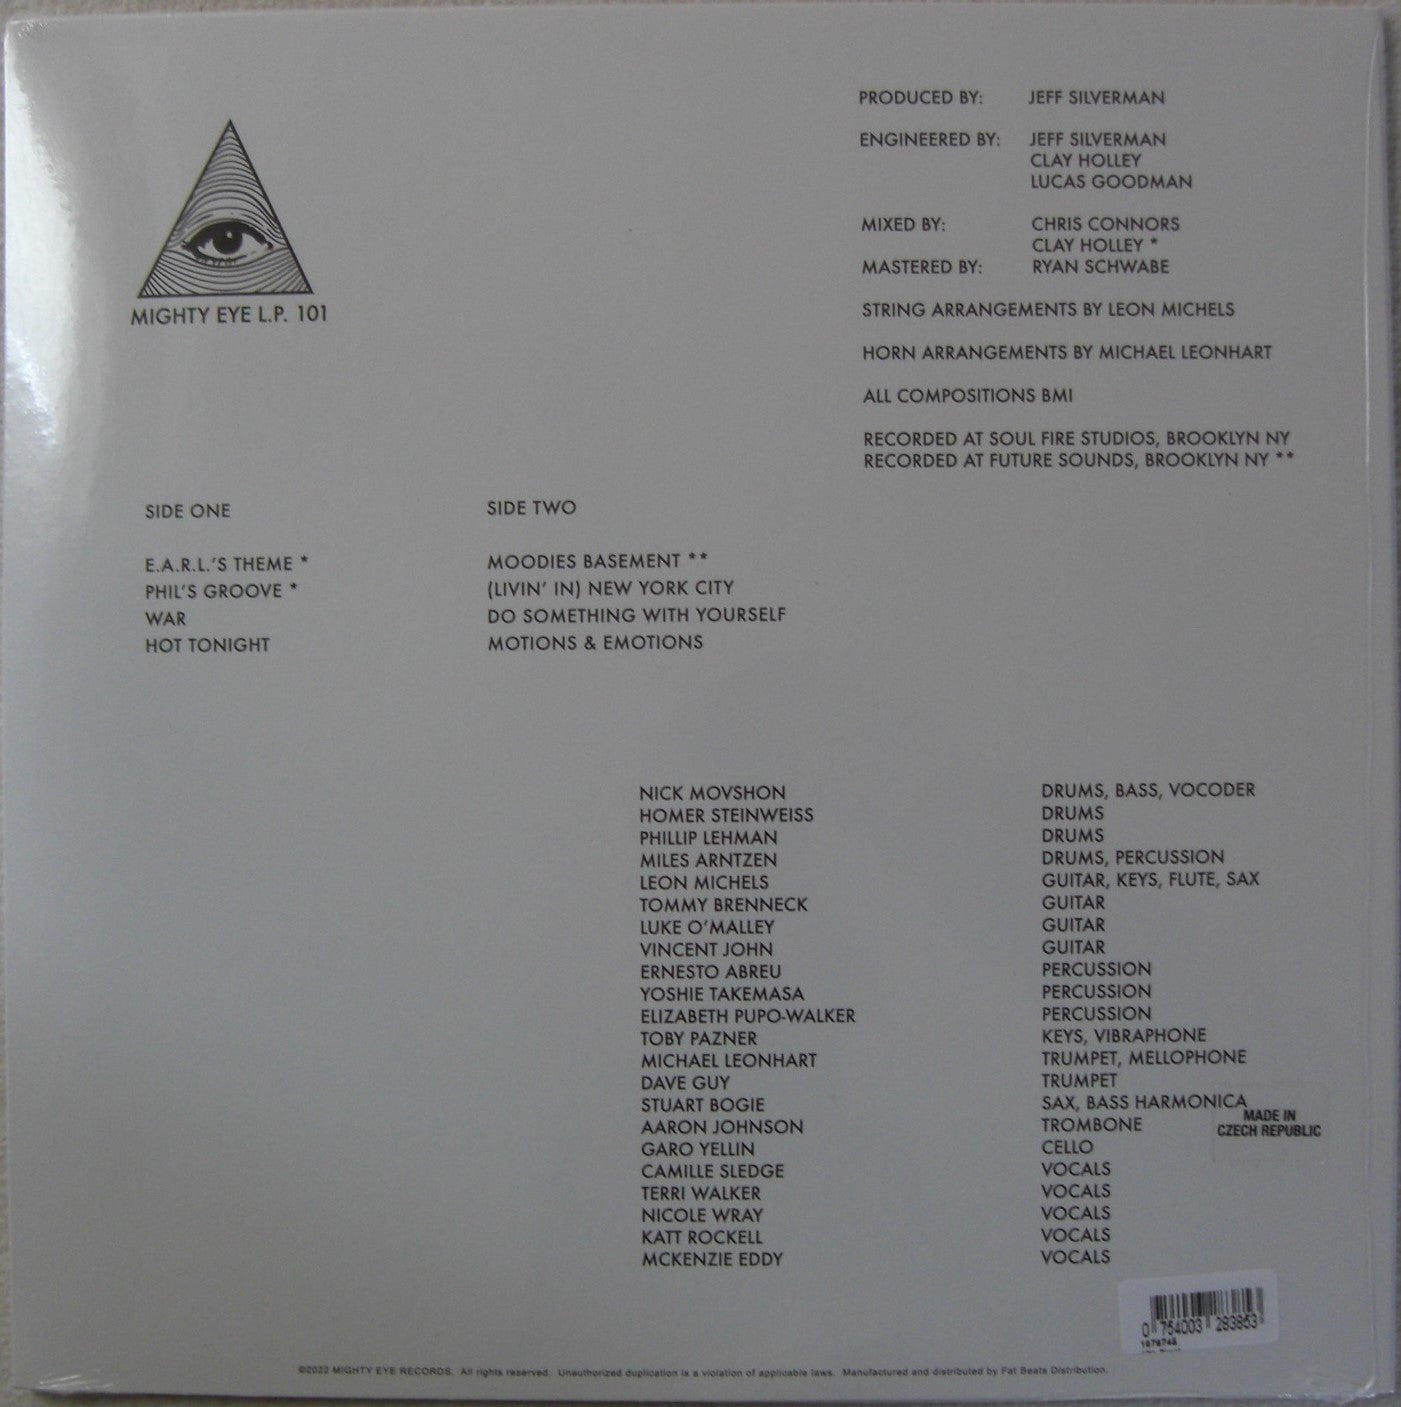 PRODUCED BY: JEFF SILVERMAN
ENGINEERED BY: JEFF SILVERMAN
CLAY HOLLEY
LUCAS GOODMAN
MIXED BY: CHRIS CONNORS
CLAY HOLLEY *
MASTERED BY: RYAN SCHWABE
STRING ARRANGEMENTS BY LEON MICHELS
HORN ARRANGEMENTS BY MICHAEL LEONHART
ALL COMPOSITIONS BMI
RECORDED AT SOUL FIRE STUDIOS, BROOKLYN NY
RECORDED AT FUTURE SOUNDS, BROOKLYN NY **
MIGHTY EYE L.P. 101
SIDE ONE
E.A.R.L.'S THEME *
PHIL'S GROOVE *
WAR
HOT TONIGHT
SIDE TWO
MOODIES BASEMENT **
(LIVIN' IN) NEW YORK CITY
DO SOMETHING WITH YOURSELF
MOTIONS & EMOTIONS
NICK MOVSHON DRUMS, BASS, VOCODER
HOMER STEINWEISS DRUMS
PHILLIP LEHMAN DRUMS
MILES ARNTZEN DRUMS, PERCUSSION
LEON MICHELS GUITAR, KEYS, FLUTE, SAX
TOMMY BRENNECK GUITAR
LUKE O'MALLEY GUITAR
VINCENT JOHN GUITAR
ERNESTO ABREU PERCUSSION
YOSHIE TAKEMASA PERCUSSION
ELIZABETH PUPO-WALKER PERCUSSION
TOBY PAZNER KEYS, VIBRAPHONE
MICHAEL LEONHART TRUMPET, MELLOPHONE
DAVE GUY TRUMPET
STUART BOGIE SAX, BASS HARMONICA
AARON JOHNSON TROMBONE
GARO YELLIN CELLO
CAMILLE SLEDGE VOCALS
TERRI WALKER VOCALS
NICOLE WRAY VOCALS
KATT ROCKELL VOCALS
MCKENZIE EDDY VOCALS
MADE IN
CZECH REPUBLIC
0 754003 283853
©2022 MIGHTY EYE RECORDS. All rights reserved. Unauthorized duplication is a violation of applicable laws. Manufactured and distributed by Fat Beats Distribution.